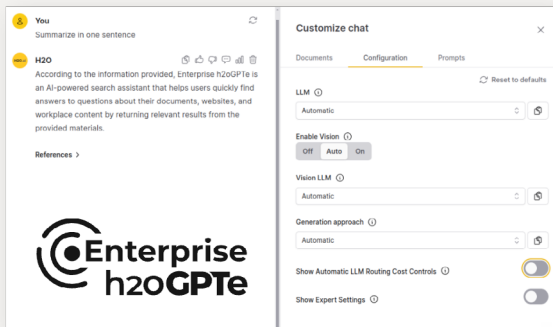 You
Summarize in one sentence
H2O
According to the information provided, Enterprise h2oGPTe is
an AI-powered search assistant that helps users quickly find
answers to questions about their documents, websites, and
workplace content by returning relevant results from the
provided materials.
References >
Enterprise
h2oGPTe
Customize chat
Documents Configuration Prompts
Reset to defaults
LLM
Automatic
Enable Vision
Off Auto On
Vision LLM
Automatic
Generation approach
Automatic
Show Automatic LLM Routing Cost Controls
Show Expert Settings